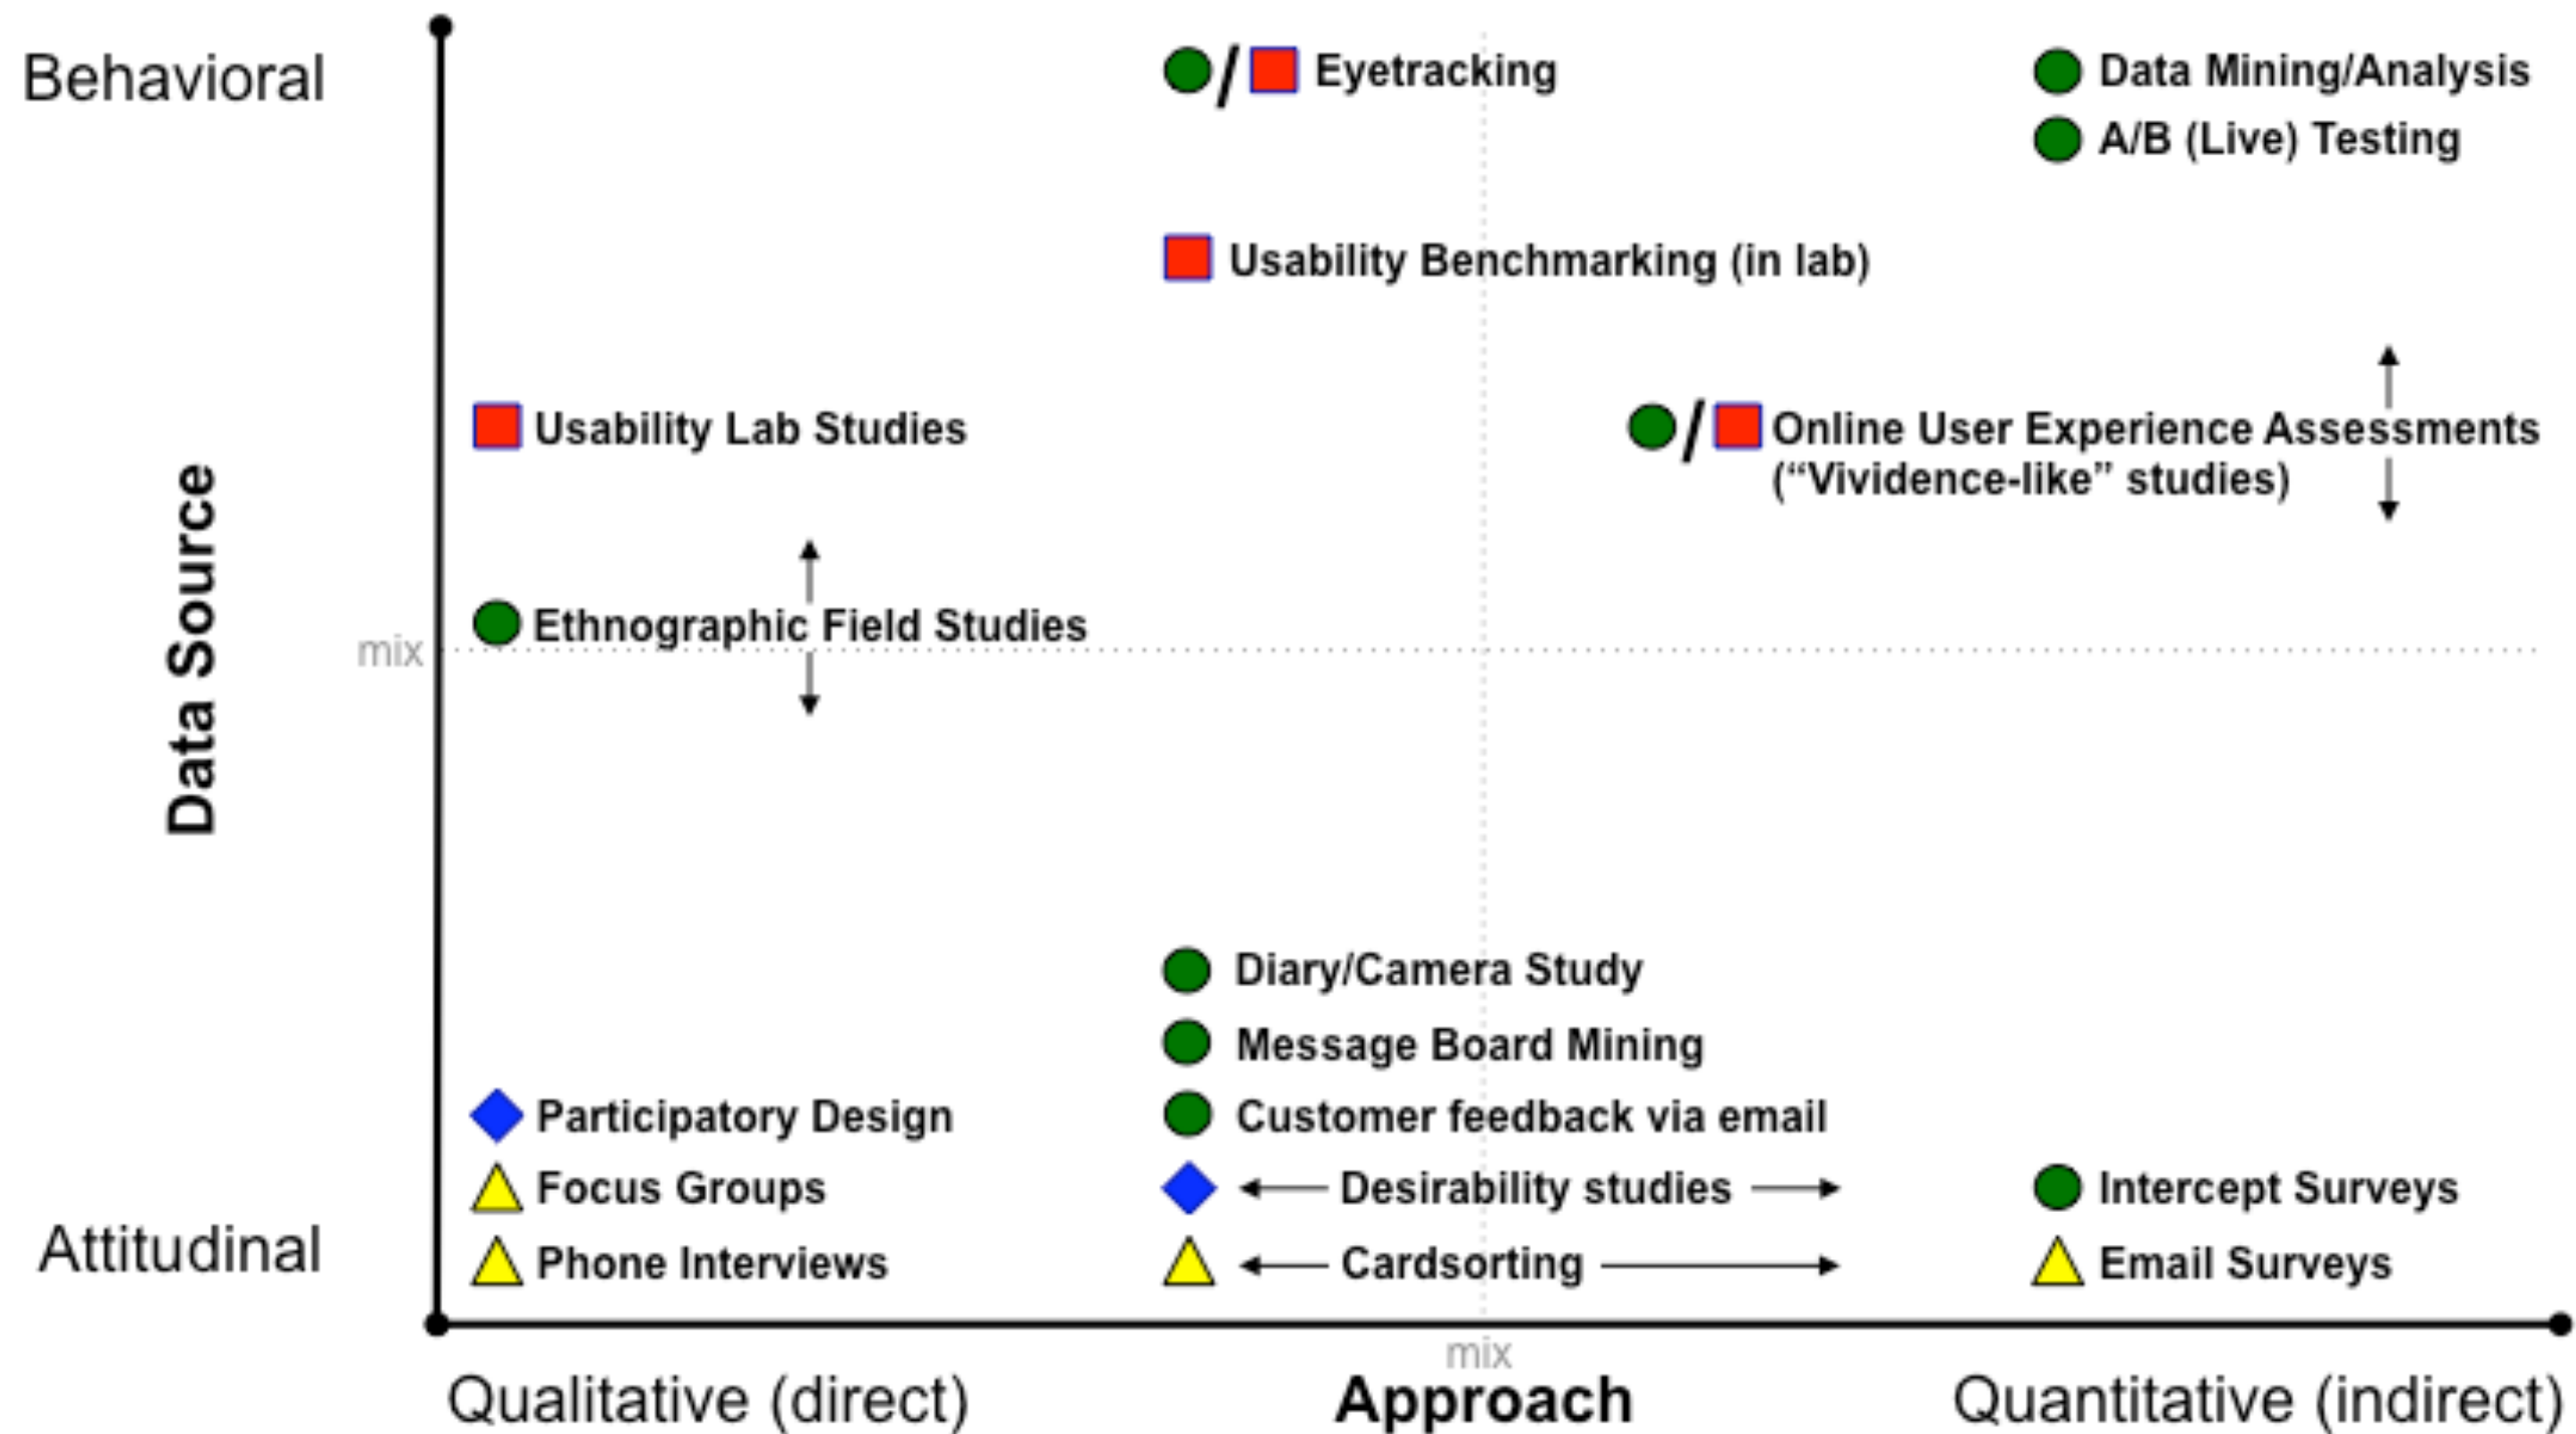 Behavioral
/ Eyetracking
Data Mining/Analysis
A/B (Live) Testing
Usability Benchmarking (in lab)
Usability Lab Studies
/ Online User Experience Assessments
(“Vividence-like” studies)
Data Source
Ethnographic Field Studies
mix
Diary/Camera Study
Message Board Mining
Participatory Design
Customer feedback via email
Focus Groups
Desirability studies
Intercept Surveys
Attitudinal
Phone Interviews
Cardsorting
Email Surveys
mix
Qualitative (direct)
Approach
Quantitative (indirect)